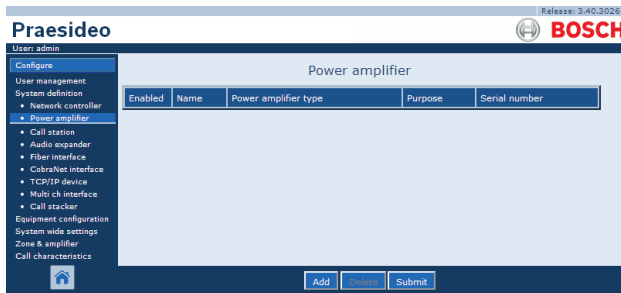 Release: 3.40.3026
Praesideo
BOSCH
User: admin
Configure
User management
System definition
• Network controller
• Power amplifier
• Call station
• Audio expander
• Fiber interface
• CobraNet interface
• TCP/IP device
• Multi ch interface
• Call stacker
Equipment configuration
System wide settings
Zone & amplifier
Call characteristics
Power amplifier
Enabled Name Power amplifier type Purpose Serial number
Add Delete Submit